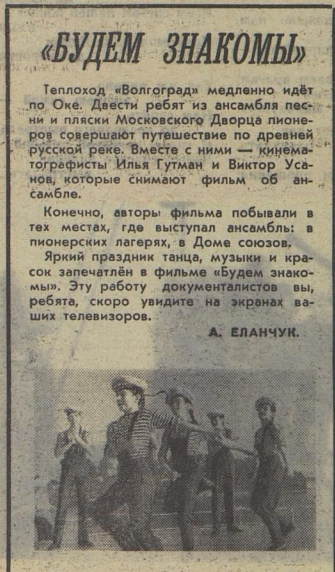 «БУДЕМ ЗНАКОМЫ»
Теплоход «Волгоград» медленно идёт
по Оке. Двести ребят из ансамбля пес-
ни и пляски Московского Дворца пионе-
ров совершают путешествие по древней
русской реке. Вместе с ними — кинема-
тографисты Илья Гутман и Виктор Уса-
нов, которые снимают фильм об ан-
самбле.
Конечно, авторы фильма побывали в
тех местах, где выступал ансамбль: в
пионерских лагерях, в Доме союзов.
Яркий праздник танца, музыки и кра-
сок запечатлён в фильме «Будем знако-
мы». Эту работу документалистов вы,
ребята, скоро увидите на экранах ва-
ших телевизоров.
А. ЕЛАНЧУК.